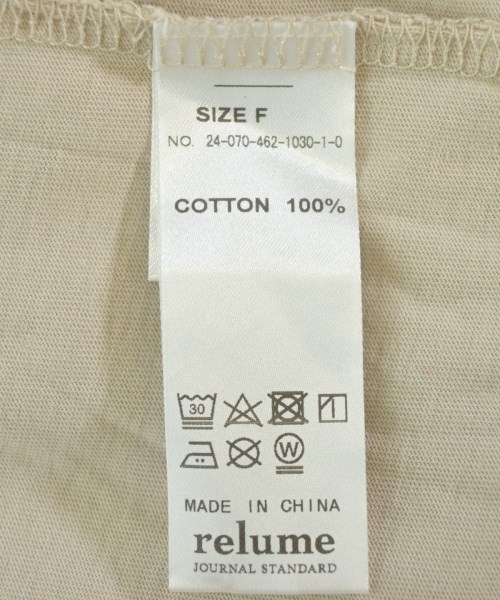 SIZE F
NO. 24-070-462-1030-1-0
COTTON 100%
30
W
MADE IN CHINA
relume
JOURNAL STANDARD